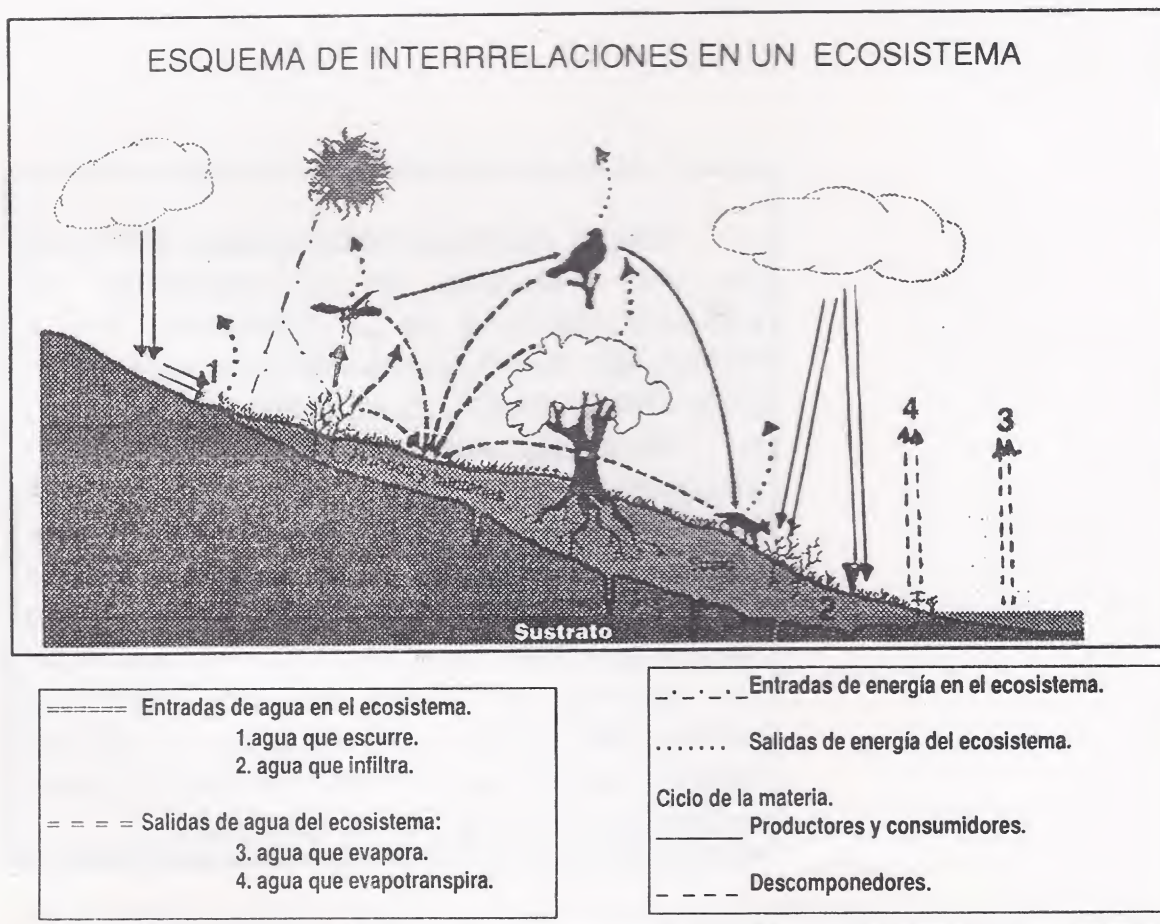 ESQUEMA DE INTERRRELACIONES EN UN ECOSISTEMA
1
4
3
Suelo
2
Sustrato
Entradas de agua en el ecosistema.
1.agua que escurre.
2. agua que infiltra.
Salidas de agua del ecosistema:
3. agua que evapora.
4. agua que evapotranspira.
Entradas de energía en el ecosistema.
Salidas de energía del ecosistema.
Ciclo de la materia.
Productores y consumidores.
Descomponedores.